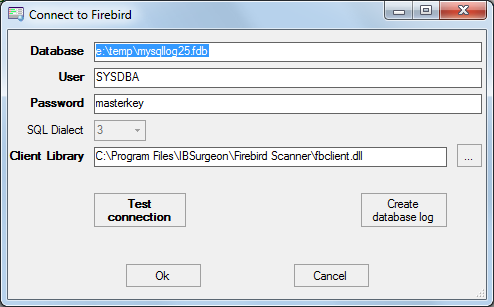 Connect to Firebird
Database e:\temp\mysqllog25.fdb
User SYSDBA
Password masterkey
SQL Dialect 3
Client Library C:\Program Files\IBSurgeon\Firebird Scanner\fbclient.dll ...
Test connection
Create database log
Ok Cancel